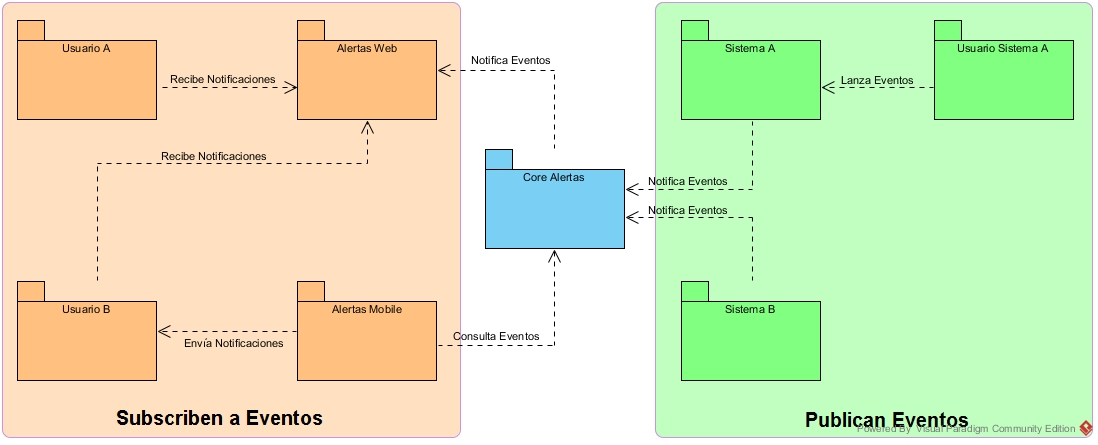 Usuario A
Alertas Web
Notifica Eventos
Sistema A
Usuario Sistema A
Recibe Notificaciones
Lanza Eventos
Recibe Notificaciones
Core Alertas
Notifica Eventos
Notifica Eventos
Usuario B
Alertas Mobile
Sistema B
Envía Notificaciones
Consulta Eventos
Subscriben a Eventos
Publican Eventos
Powered By Visual Paradigm Community Edition